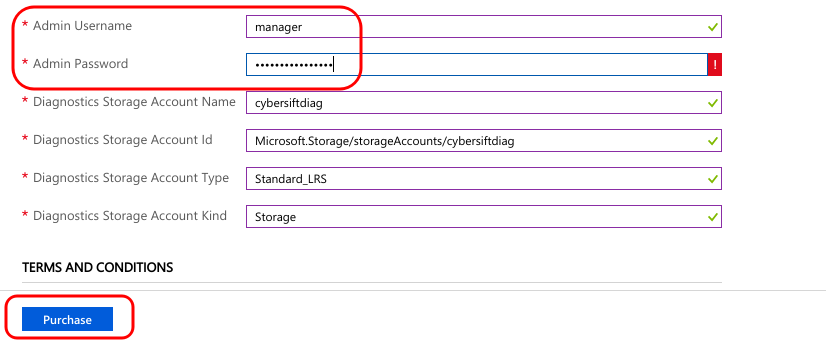 * Admin Username manager
* Admin Password ••••••••••••••••
* Diagnostics Storage Account Name cybersiftdiag
* Diagnostics Storage Account Id Microsoft.Storage/storageAccounts/cybersiftdiag
* Diagnostics Storage Account Type Standard_LRS
* Diagnostics Storage Account Kind Storage
TERMS AND CONDITIONS
Purchase